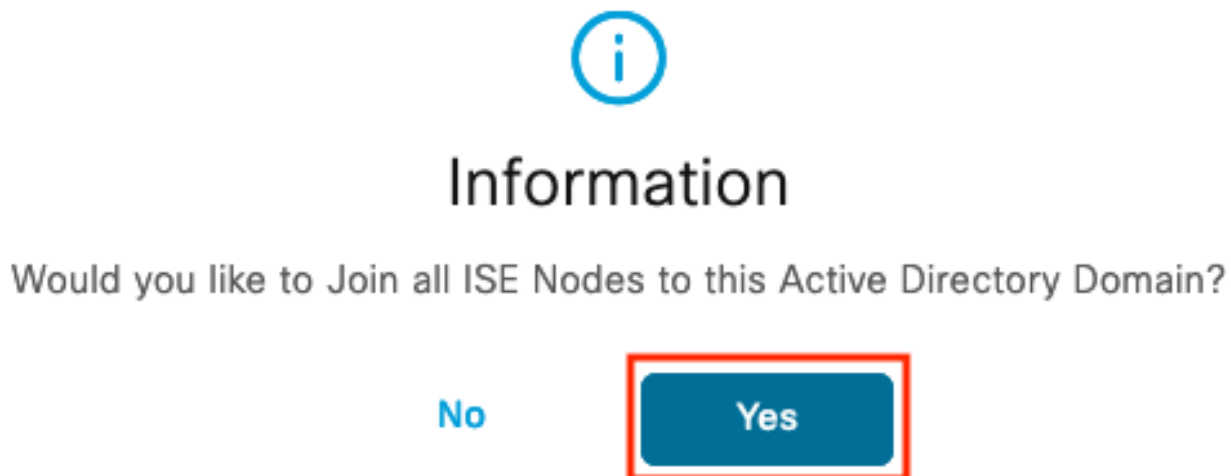 Information
Would you like to Join all ISE Nodes to this Active Directory Domain?
No Yes